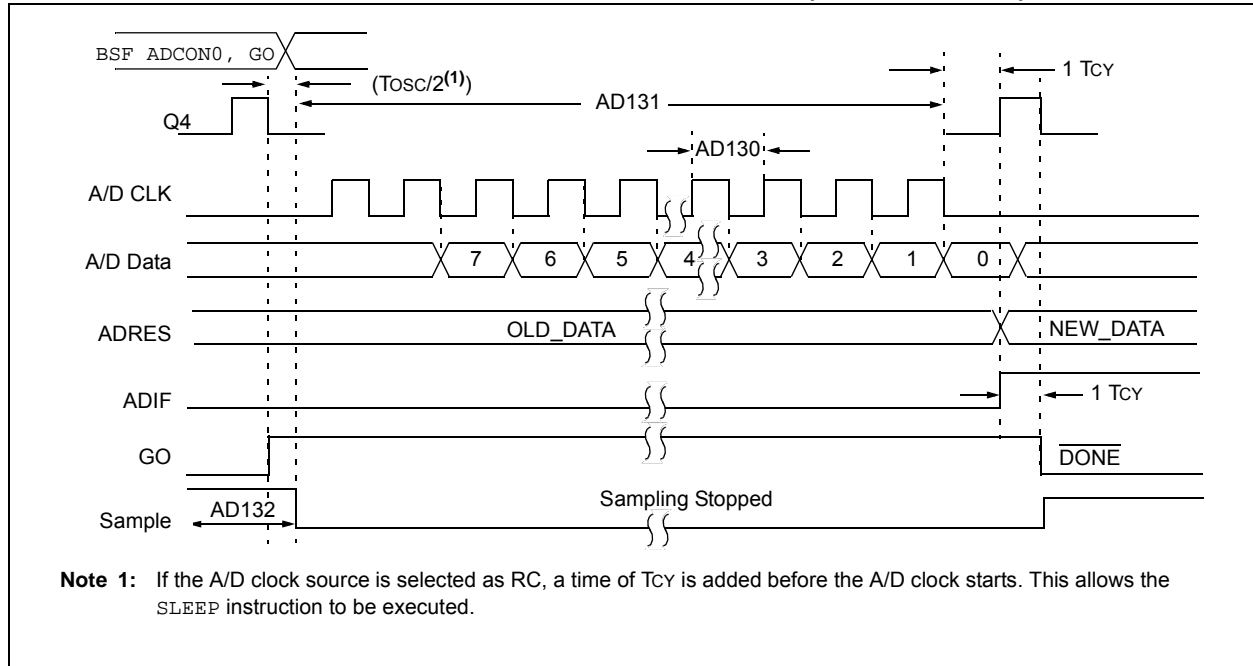 BSF ADCON0, GO
(TOSC/2(1))
1 TCY
AD131
Q4
AD130
A/D CLK
A/D Data
7 6 5 4 3 2 1 0
ADRES
OLD_DATA
NEW_DATA
ADIF
1 TCY
GO
DONE
Sample
AD132
Sampling Stopped
Note 1: If the A/D clock source is selected as RC, a time of TCY is added before the A/D clock starts. This allows the
SLEEP instruction to be executed.